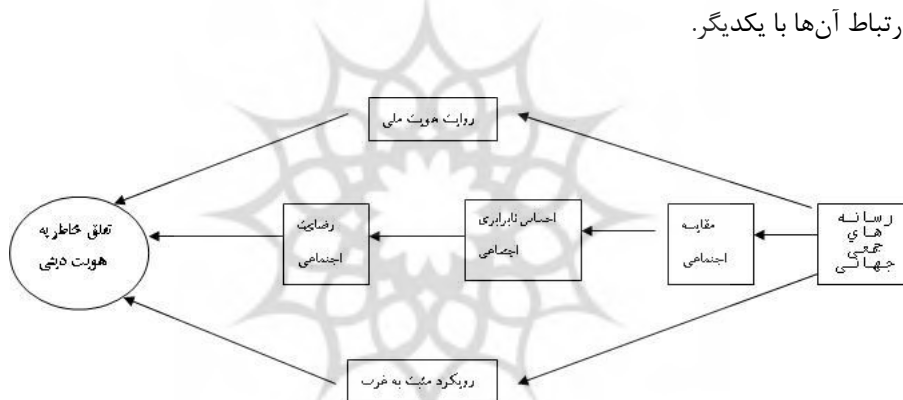 رتباط آن‌ها با یکدیگر.
روایت هویت ملی
رسانه
های
جمعی
جهانی
مقایسه
اجتماعی
احساس نابرابری
اجتماعی
رضایت
اجتماعی
تعلق خاطر به
هویت دینی
رویکرد مثبت به غرب